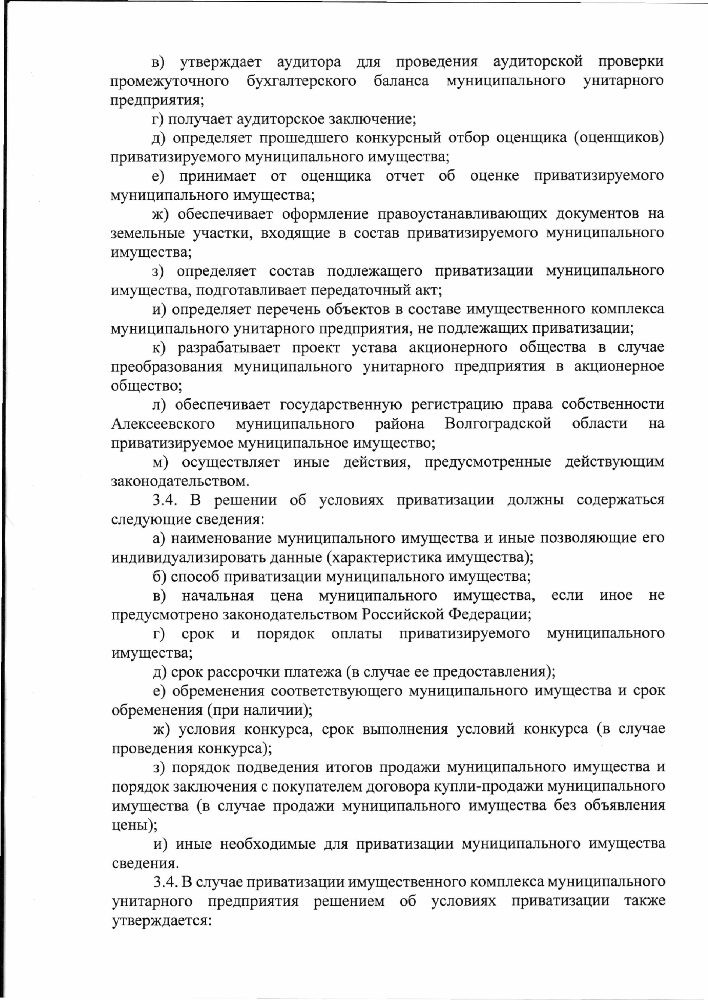 в) утверждает аудитора для проведения аудиторской проверки
промежуточного бухгалтерского баланса муниципального унитарного
предприятия;
г) получает аудиторское заключение;
д) определяет прошедшего конкурсный отбор оценщика (оценщиков)
приватизируемого муниципального имущества;
е) принимает от оценщика отчет об оценке приватизируемого
муниципального имущества;
ж) обеспечивает оформление правоустанавливающих документов на
земельные участки, входящие в состав приватизируемого муниципального
имущества;
з) определяет состав подлежащего приватизации муниципального
имущества, подготавливает передаточный акт;
и) определяет перечень объектов в составе имущественного комплекса
муниципального унитарного предприятия, не подлежащих приватизации;
к) разрабатывает проект устава акционерного общества в случае
преобразования муниципального унитарного предприятия в акционерное
общество;
л) обеспечивает государственную регистрацию права собственности
Алексеевского муниципального района Волгоградской области на
приватизируемое муниципальное имущество;
м) осуществляет иные действия, предусмотренные действующим
законодательством.
3.4. В решении об условиях приватизации должны содержаться
следующие сведения:
а) наименование муниципального имущества и иные позволяющие его
индивидуализировать данные (характеристика имущества);
б) способ приватизации муниципального имущества;
в) начальная цена муниципального имущества, если иное не
предусмотрено законодательством Российской Федерации;
г) срок и порядок оплаты приватизируемого муниципального
имущества;
д) срок рассрочки платежа (в случае ее предоставления);
е) обременения соответствующего муниципального имущества и срок
обременения (при наличии);
ж) условия конкурса, срок выполнения условий конкурса (в случае
проведения конкурса);
з) порядок подведения итогов продажи муниципального имущества и
порядок заключения с покупателем договора купли-продажи муниципального
имущества (в случае продажи муниципального имущества без объявления
цены);
и) иные необходимые для приватизации муниципального имущества
сведения.
3.4. В случае приватизации имущественного комплекса муниципального
унитарного предприятия решением об условиях приватизации также
утверждается: